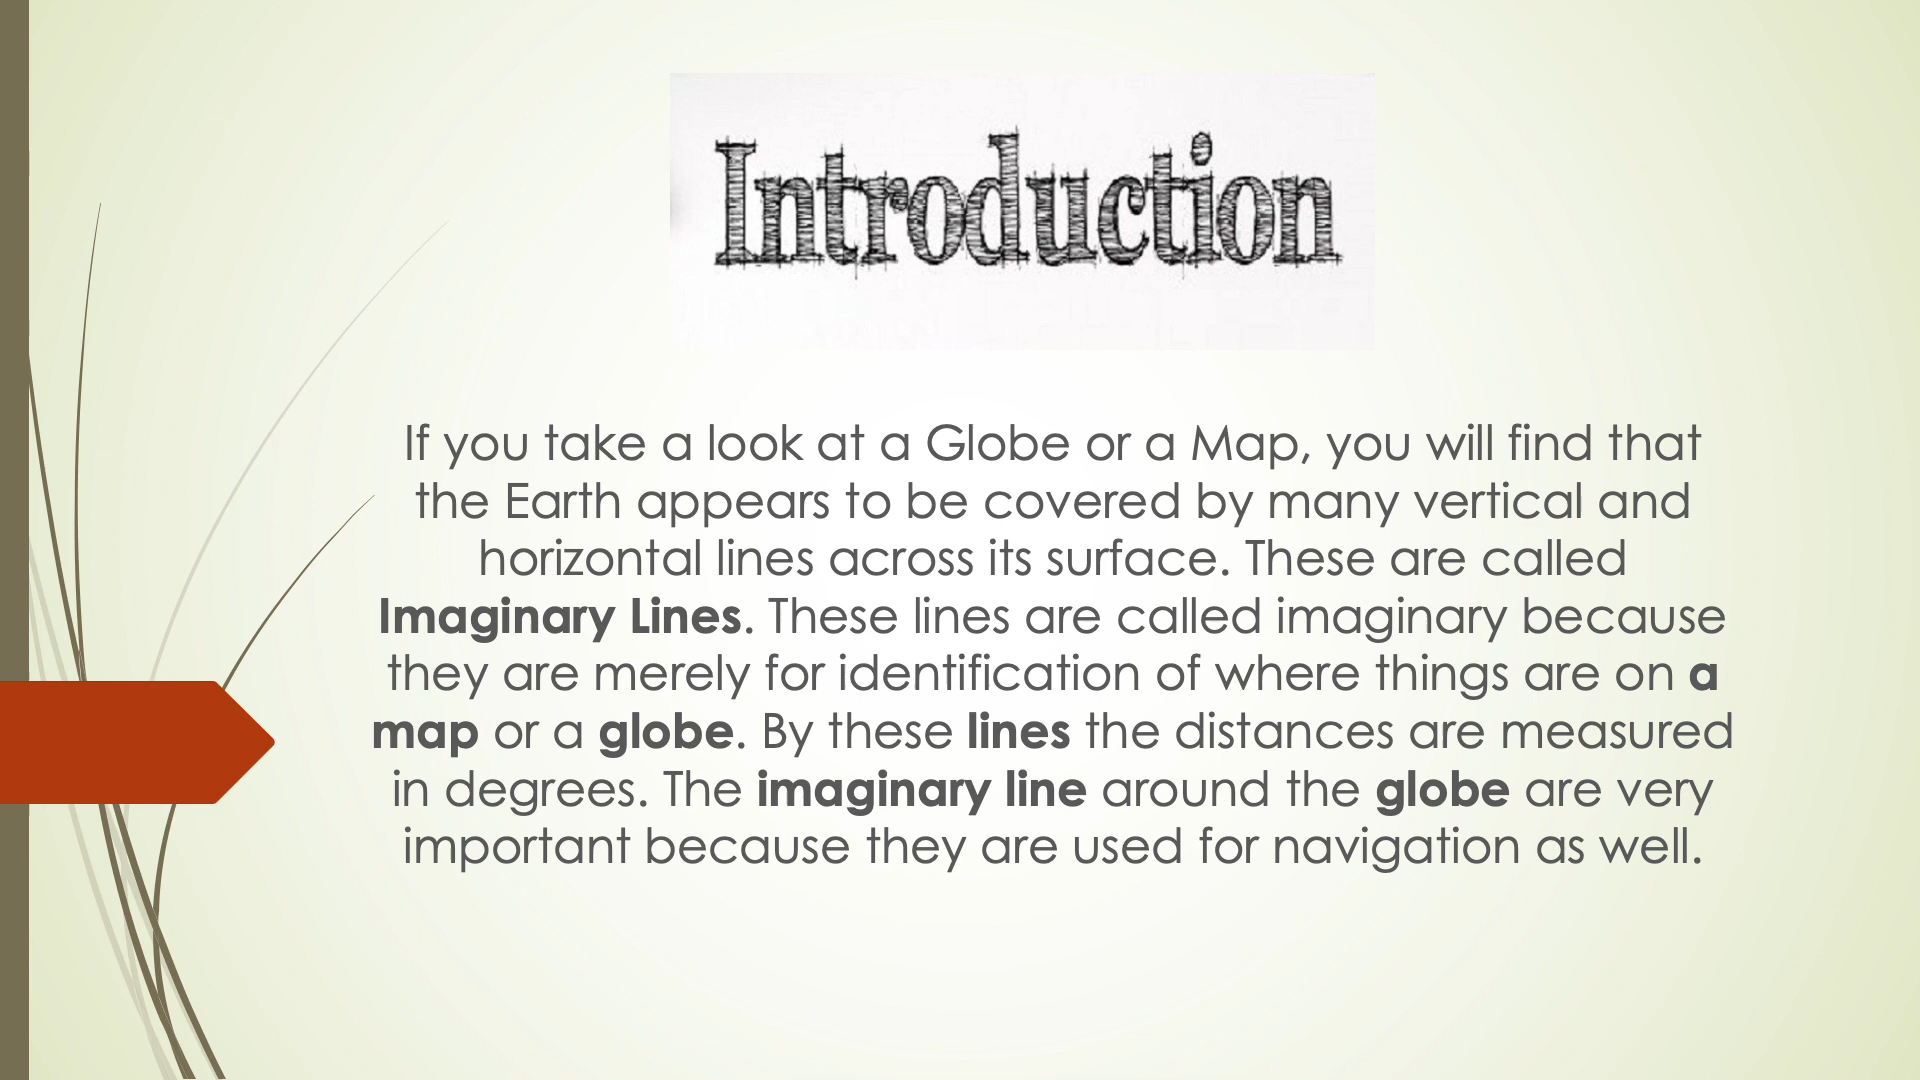 Introduction
If you take a look at a Globe or a Map, you will find that
the Earth appears to be covered by many vertical and
horizontal lines across its surface. These are called
Imaginary Lines. These lines are called imaginary because
they are merely for identification of where things are on a
map or a globe. By these lines the distances are measured
in degrees. The imaginary line around the globe are very
important because they are used for navigation as well.